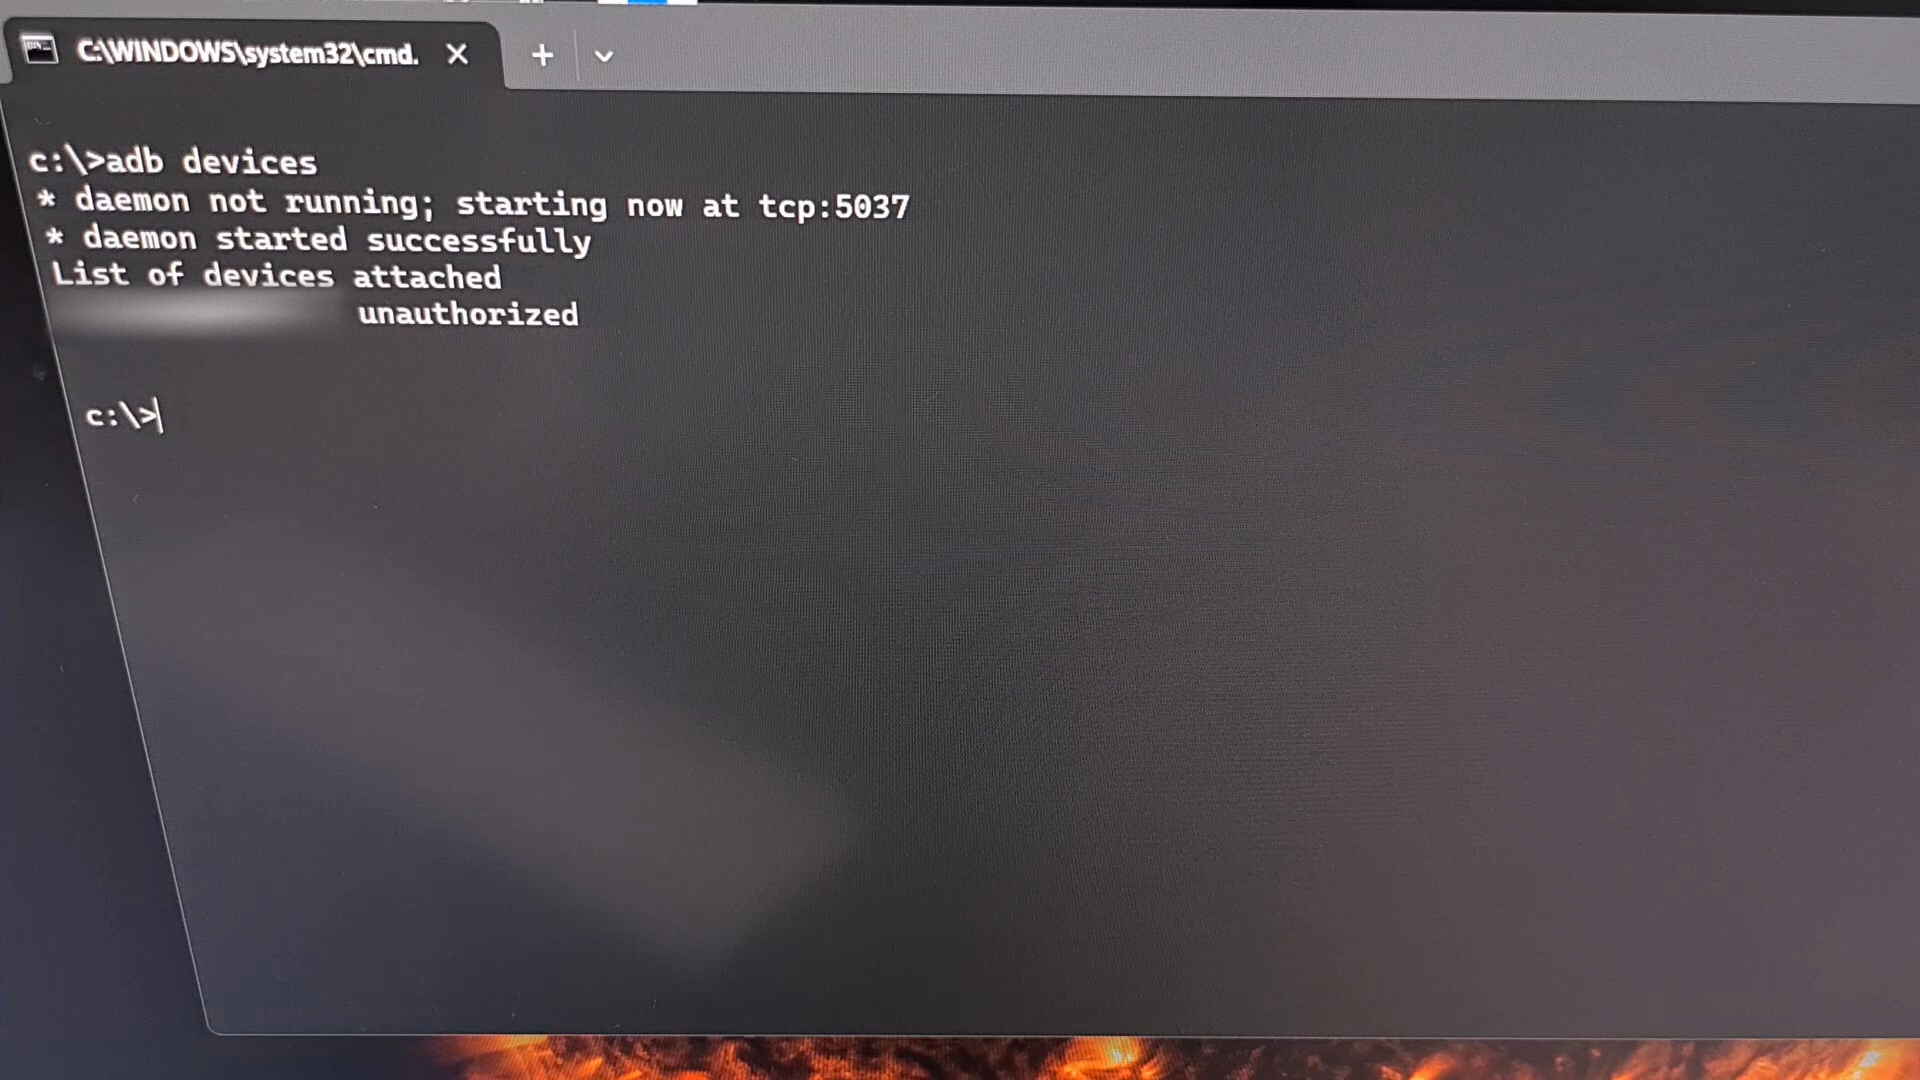 C:\WINDOWS\system32\cmd.
c:\>adb devices
* daemon not running; starting now at tcp:5037
* daemon started successfully
List of devices attached
unauthorized
c:\>